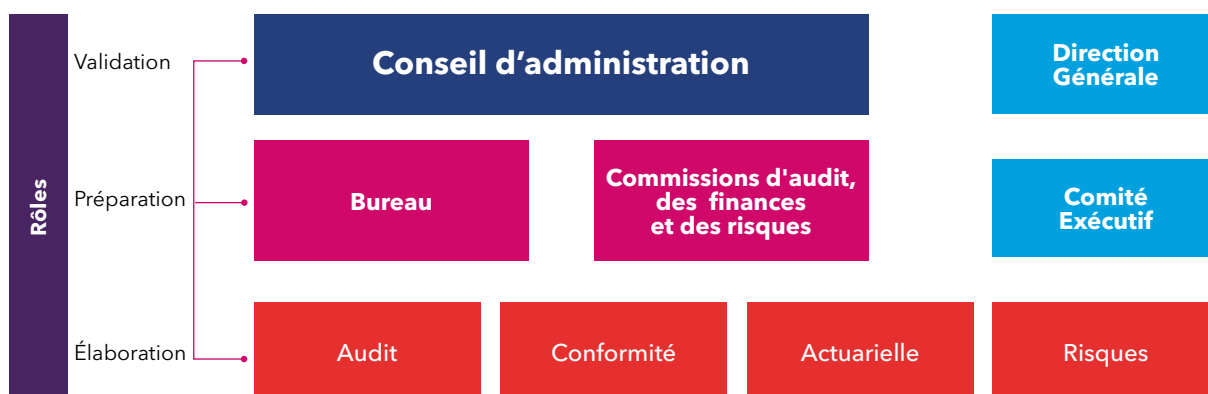 Rôles
Validation
Conseil d’administration
Direction
Générale
Préparation
Bureau
Commissions d'audit,
des finances
et des risques
Comité
Exécutif
Élaboration
Audit
Conformité
Actuarielle
Risques